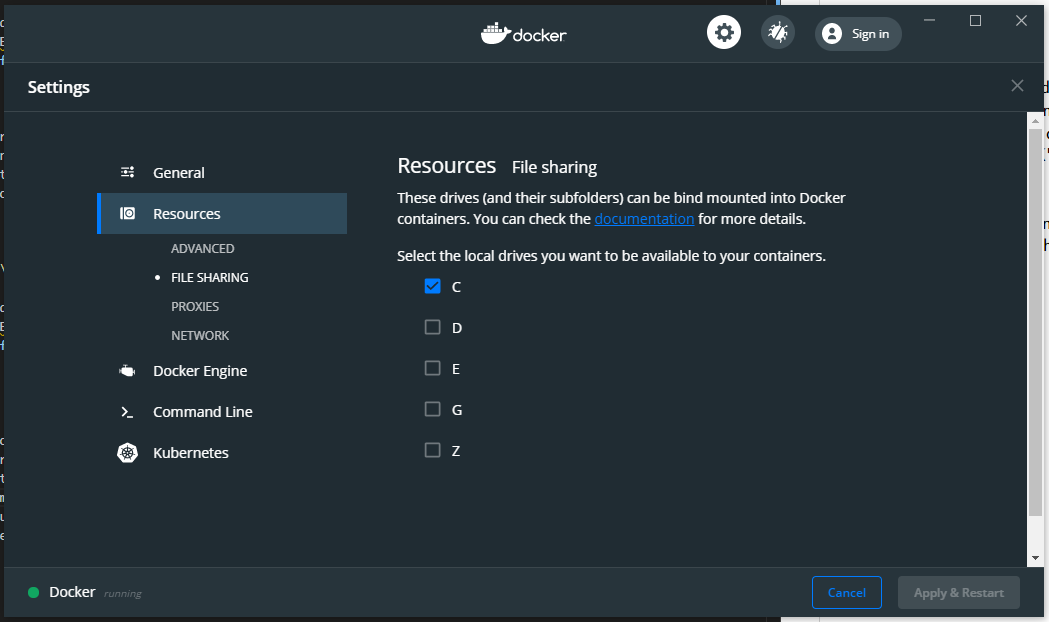 docker
Sign in
Settings
General
Resources
ADVANCED
FILE SHARING
PROXIES
NETWORK
Docker Engine
Command Line
Kubernetes
Resources File sharing
These drives (and their subfolders) can be bind mounted into Docker
containers. You can check the documentation for more details.
Select the local drives you want to be available to your containers.
C
D
E
G
Z
Docker running
Cancel
Apply & Restart